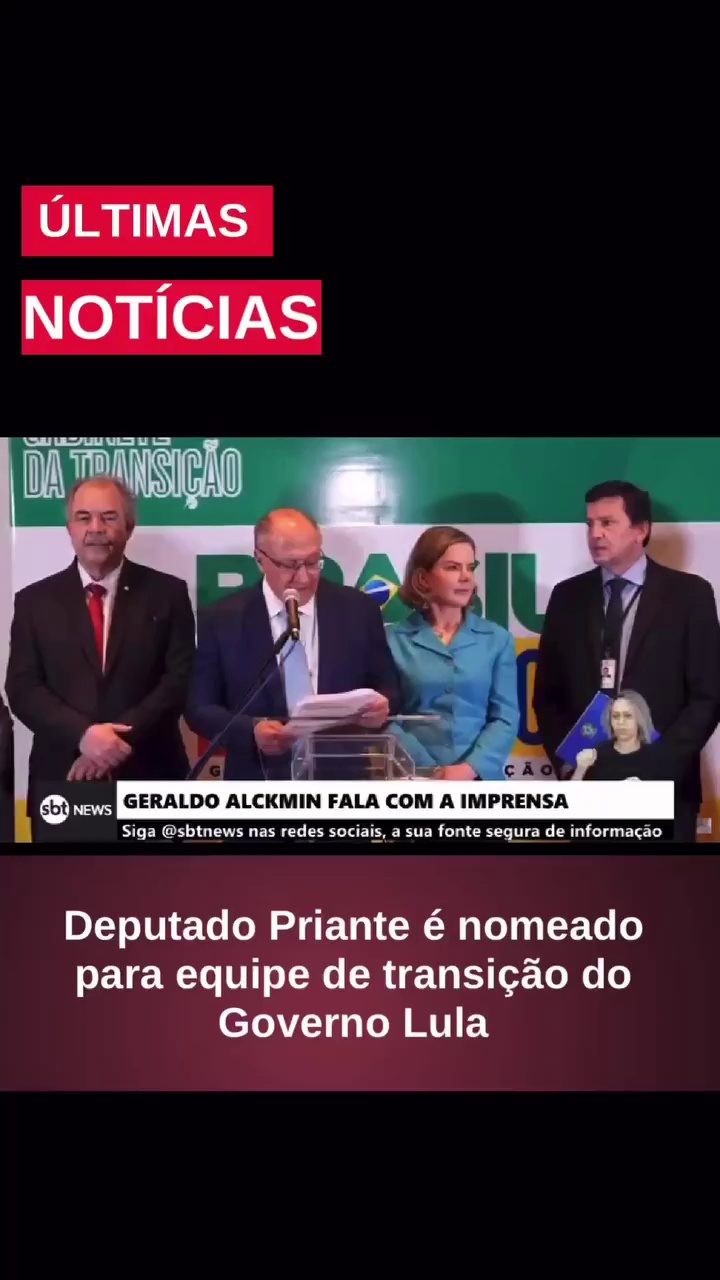 ÚLTIMAS
NOTÍCIAS
GABINETE
DA TRANSIÇÃO
BRASIL
ÇÃO
sbt NEWS
GERALDO ALCKMIN FALA COM A IMPRENSA
Siga @sbtnews nas redes sociais, a sua fonte segura de informação
Deputado Priante é nomeado
para equipe de transição do
Governo Lula